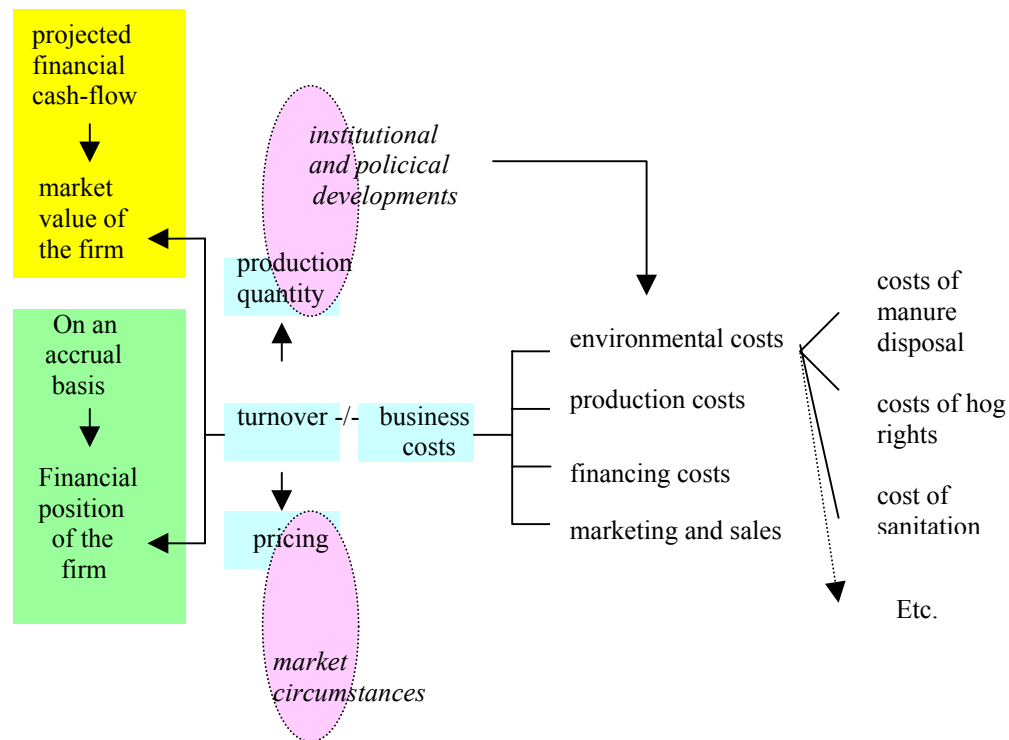 projected
financial
cash-flow
market
value of
the firm
On an
accrual
basis
Financial
position
of the
firm
institutional
and policical
developments
production
quantity
turnover -/- business
costs
pricing
market
circumstances
environmental costs
production costs
financing costs
marketing and sales
costs of
manure
disposal
costs of hog
rights
cost of
sanitation
Etc.